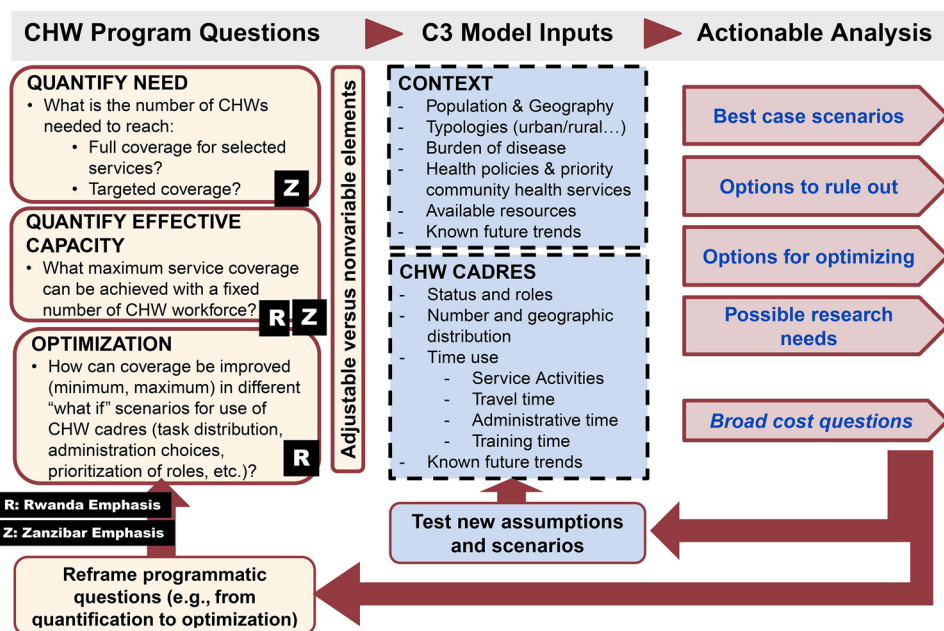 CHW Program Questions
C3 Model Inputs
Actionable Analysis
QUANTIFY NEED
• What is the number of CHWs
needed to reach:
• Full coverage for selected
services?
• Targeted coverage?
Z
QUANTIFY EFFECTIVE
CAPACITY
• What maximum service coverage
can be achieved with a fixed
number of CHW workforce?
R Z
OPTIMIZATION
• How can coverage be improved
(minimum, maximum) in different
“what if” scenarios for use of
CHW cadres (task distribution,
administration choices,
prioritization of roles, etc.)?
R
R: Rwanda Emphasis
Z: Zanzibar Emphasis
Reframe programmatic
questions (e.g., from
quantification to optimization)
Adjustable versus nonvariable elements
CONTEXT
- Population & Geography
- Typologies (urban/rural…)
- Burden of disease
- Health policies & priority
community health services
- Available resources
- Known future trends
CHW CADRES
- Status and roles
- Number and geographic
distribution
- Time use
- Service Activities
- Travel time
- Administrative time
- Training time
- Known future trends
Test new assumptions
and scenarios
Best case scenarios
Options to rule out
Options for optimizing
Possible research
needs
Broad cost questions